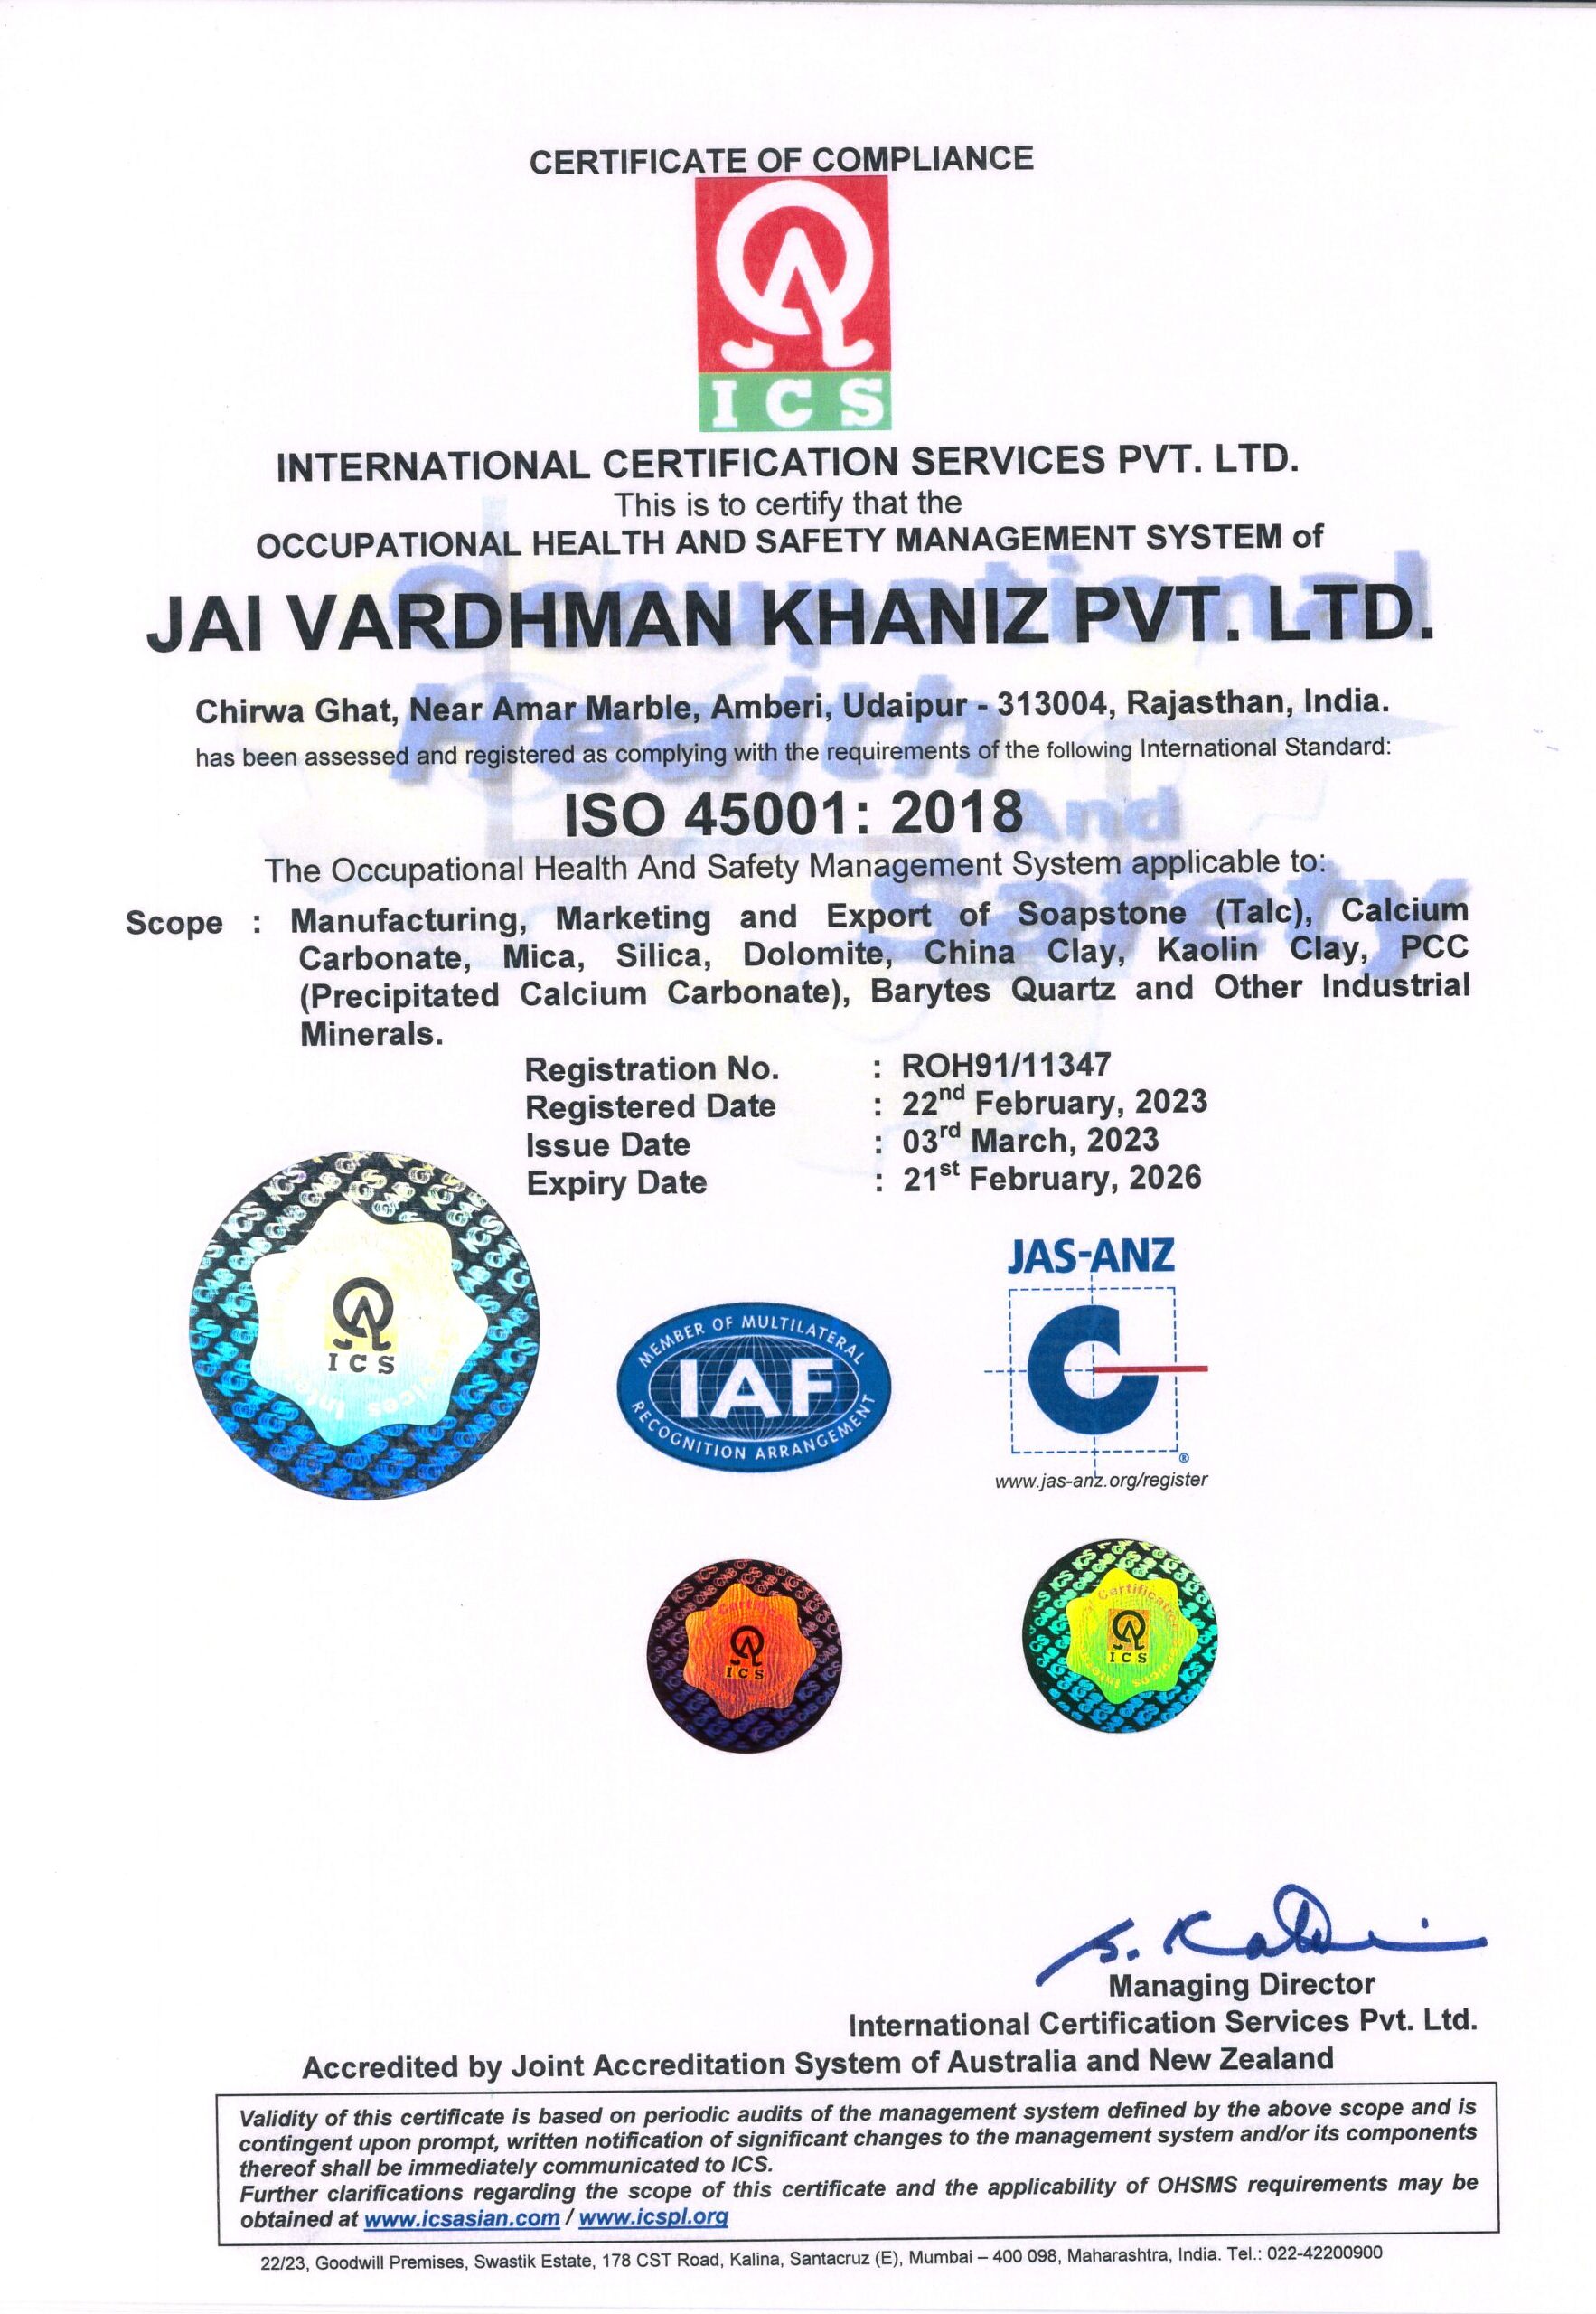 CERTIFICATE OF COMPLIANCE
ICS
INTERNATIONAL CERTIFICATION SERVICES PVT. LTD.
This is to certify that the
OCCUPATIONAL HEALTH AND SAFETY MANAGEMENT SYSTEM of
Occupational
JAI VARDHMAN KHANIZ PVT. LTD.
Health
Chirwa Ghat, Near Amar Marble, Amberi, Udaipur - 313004, Rajasthan, India.
has been assessed and registered as complying with the requirements of the following International Standard:
And
ISO 45001: 2018
The Occupational Health And Safety Management System applicable to:
Safety
Scope : Manufacturing, Marketing and Export of Soapstone (Talc), Calcium
Carbonate, Mica, Silica, Dolomite, China Clay, Kaolin Clay, PCC
(Precipitated Calcium Carbonate), Barytes Quartz and Other Industrial
Minerals.
Registration No. : ROH91/11347
Registered Date : 22nd February, 2023
Issue Date : 03rd March, 2023
Expiry Date : 21st February, 2026
ICS
MEMBER OF MULTILATERAL
IAF
RECOGNITION ARRANGEMENT
JAS-ANZ
®
www.jas-anz.org/register
ICS
ICS
Managing Director
International Certification Services Pvt. Ltd.
Accredited by Joint Accreditation System of Australia and New Zealand
Validity of this certificate is based on periodic audits of the management system defined by the above scope and is
contingent upon prompt, written notification of significant changes to the management system and/or its components
thereof shall be immediately communicated to ICS.
Further clarifications regarding the scope of this certificate and the applicability of OHSMS requirements may be
obtained at www.icsasian.com / www.icspl.org
22/23, Goodwill Premises, Swastik Estate, 178 CST Road, Kalina, Santacruz (E), Mumbai – 400 098, Maharashtra, India. Tel.: 022-42200900